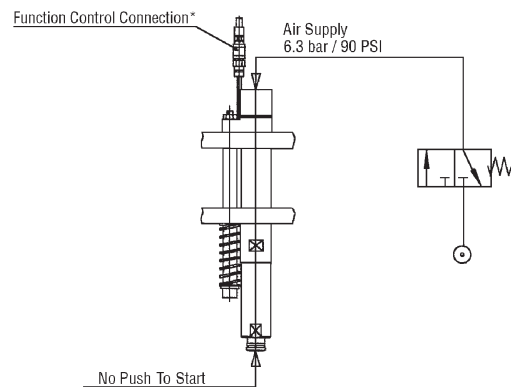 Function Control Connection*
Air Supply
6.3 bar / 90 PSI
No Push To Start